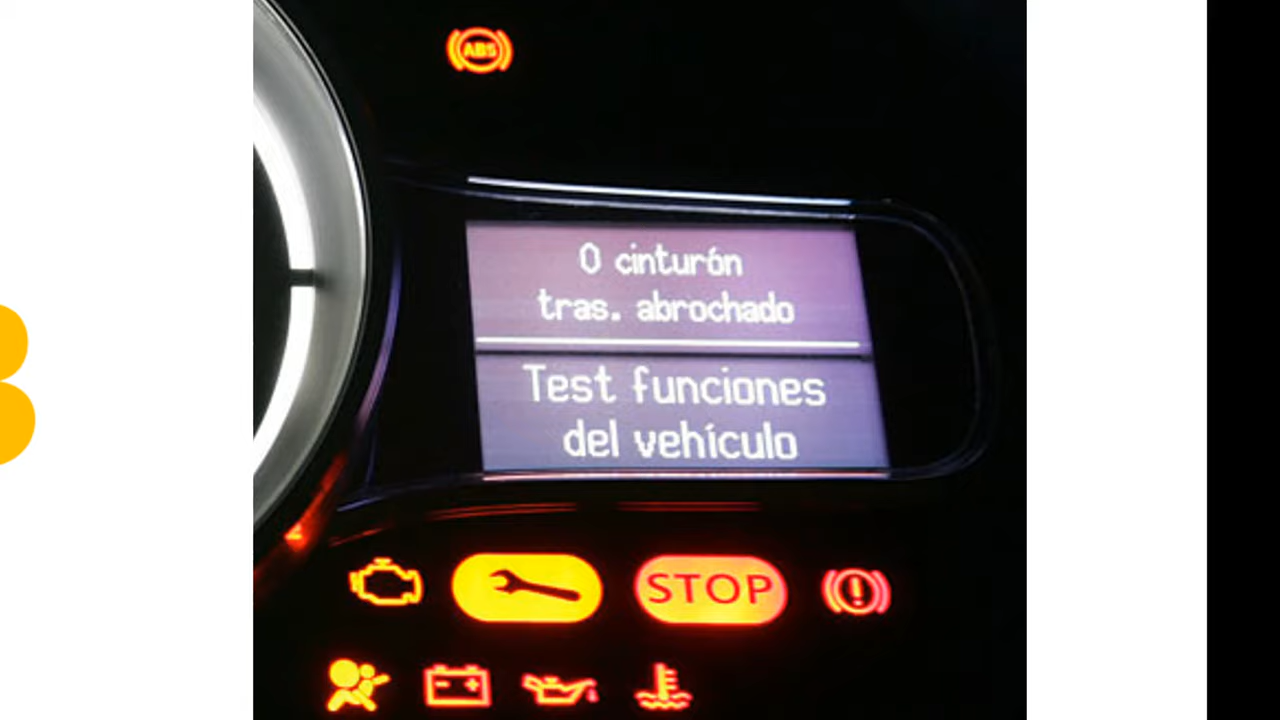 ABS
0 cinturón
tras. abrochado
Test funciones
del vehículo
STOP